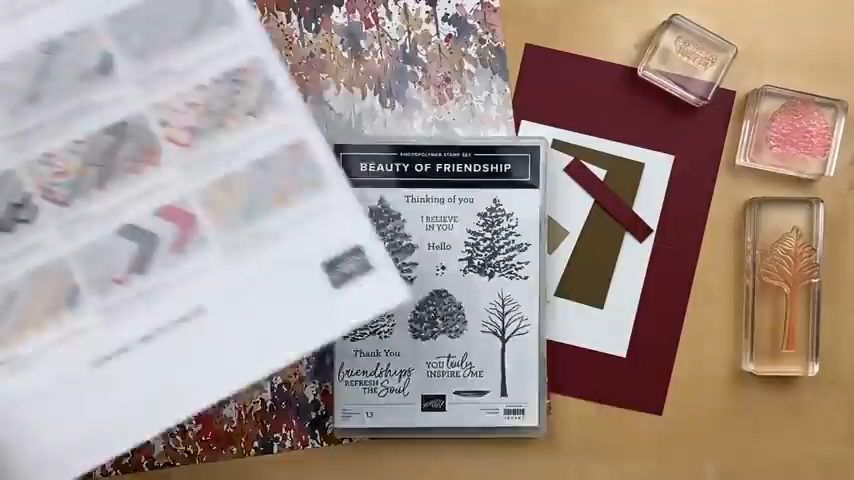 PHOTOPOLYMER STAMP SET
BEAUTY OF FRIENDSHIP
Thinking of you
I BELIEVE
IN YOU
Hello
Thank You
friendships
REFRESH
THE Soul
YOU truly
INSPIRE ME
13